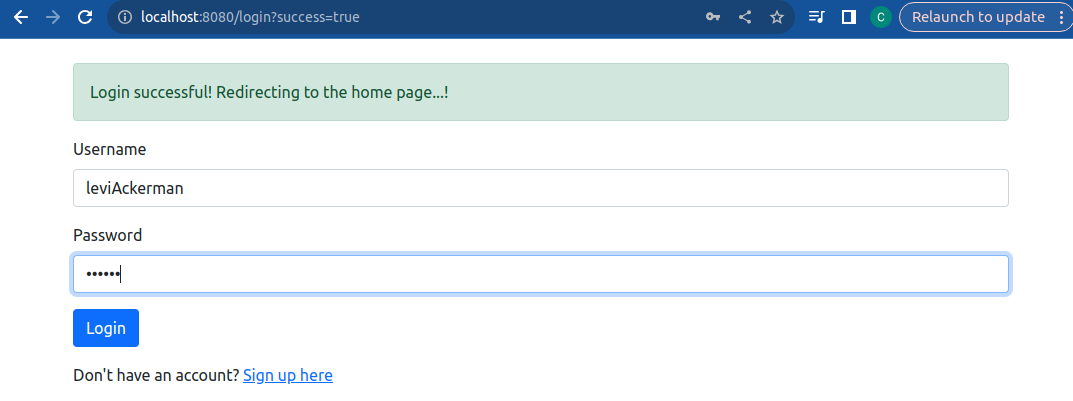 localhost:8080/login?success=true
C
Relaunch to update
Login successful! Redirecting to the home page...!
Username
leviAckerman
Password
••••••
Login
Don't have an account? Sign up here